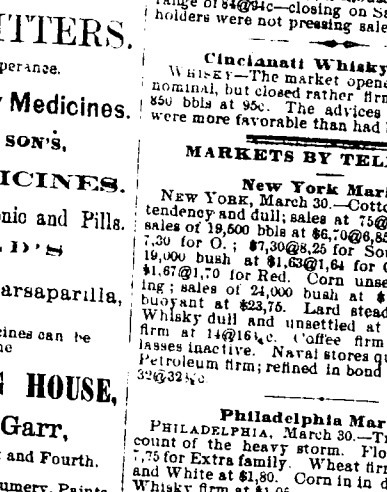 ITTERS.
perance.
Medicines.
SON'S,
ICINES.
onic and Pills.
D'S
arsaparilla,
cines can be
HOUSE,
Garr,
and Fourth.
umery, Paints
range of 84@94c—closing on Sa
holders were not pressing sale
Cincinnati Whisky
WHISKY—The market opene
nominal, but closed rather firm
850 bbls at 95c. The advices
were more favorable than had
MARKETS BY TEL
New York Mar
NEW YORK, March 30.—Cotto
tendency and dull; sales at 75@
sales of 19,500 bbls at $6,70@6,85
7,30 for O.; $7,30@8,25 for Sou
19,000 bush at $1,63@1,64 for
$1,67@1,70 for Red. Corn unse
ing; sales of 24,000 bush at $
buoyant at $23,75. Lard stead
Whisky dull and unsettled at
firm at 14@16¼c. Coffee firm
lasses inactive. Naval stores qu
Petroleum firm; refined in bond
32@32½c.
Philadelphia Mar
PHILADELPHIA, March 30.—T
count of the heavy storm. Flo
7,75 for Extra family. Wheat fir
and White at $1,80. Corn in in d
Whisky firm at